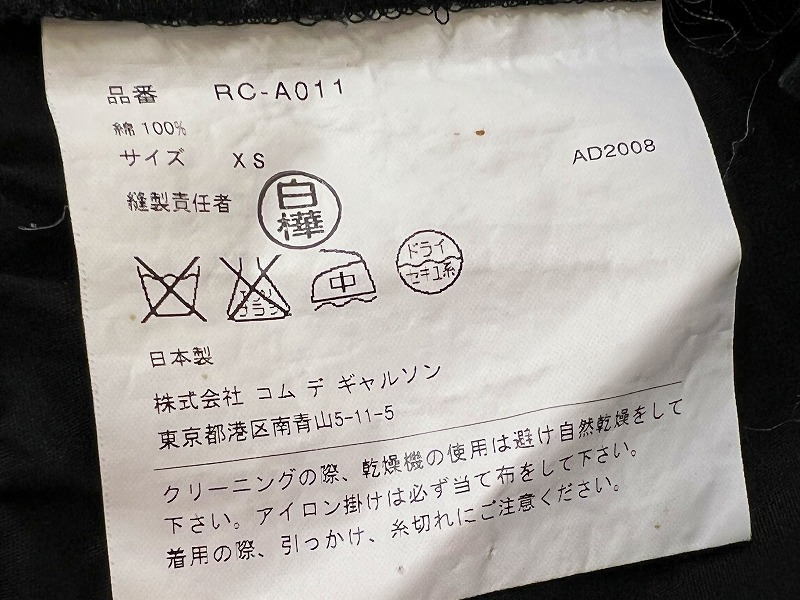 品番 RC-A011
綿 100%
サイズ XS
AD2008
縫製責任者 白樺
エンソ
サラシ
中
ドライ
セキユ系
日本製
株式会社 コム デ ギャルソン
東京都港区南青山5-11-5
クリーニングの際、乾燥機の使用は避け自然乾燥をして
下さい。アイロン掛けは必ず当て布をして下さい。
着用の際、引っかけ、糸切れにご注意ください。